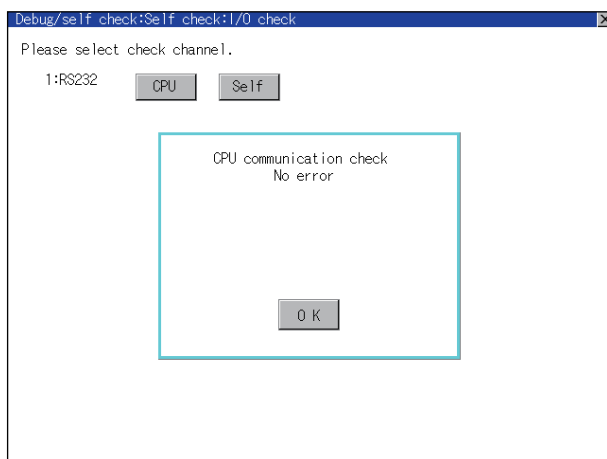 Debug/self check:Self check:I/O check
Please select check channel.
1:RS232 CPU Self
CPU communication check
No error
O K